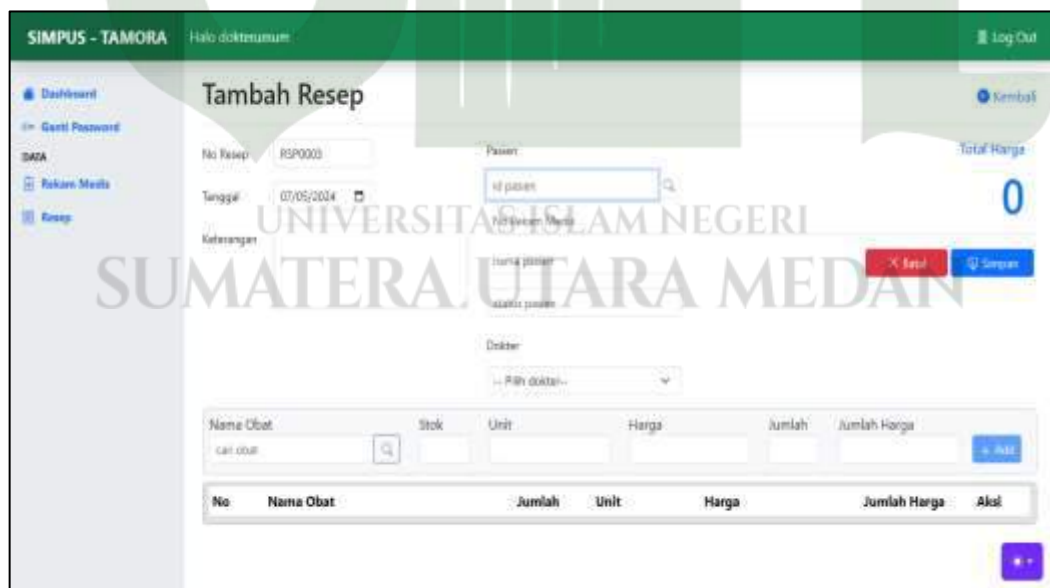 SIMPUS - TAMORA
Halo dokterumum
Log Out
Dashboard
Ganti Password
DATA
Rekam Medis
Resep
Tambah Resep
Kembali
No Resep
RSP0003
Tanggal
07/05/2024
Keterangan
Pasien
id pasien
No Rekam Medis
nama pasien
status pasien
Dokter
-- Pilih dokter--
Total Harga
0
Batal
Simpan
UNIVERSITAS ISLAM NEGERI
SUMATERA UTARA MEDAN
Nama Obat
Stok
Unit
Harga
Jumlah
Jumlah Harga
cari obat
+ Add
No
Nama Obat
Jumlah
Unit
Harga
Jumlah Harga
Aksi